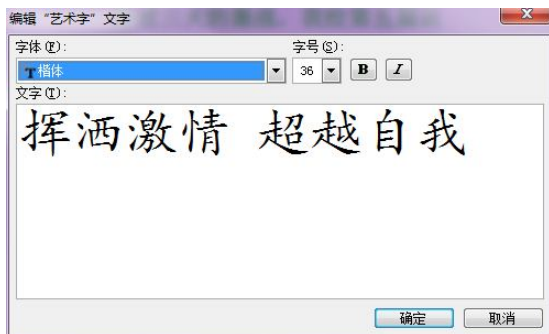 编辑“艺术字”文字
字体(F): 字号(S):
楷体 36 B I
文字(T):
挥洒激情 超越自我
确定 取消